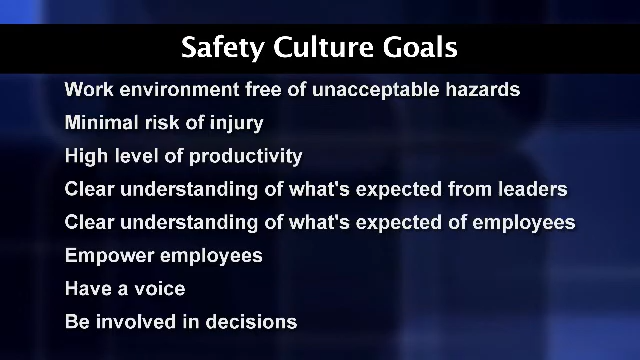 Safety Culture Goals
Work environment free of unacceptable hazards
Minimal risk of injury
High level of productivity
Clear understanding of what's expected from leaders
Clear understanding of what's expected of employees
Empower employees
Have a voice
Be involved in decisions